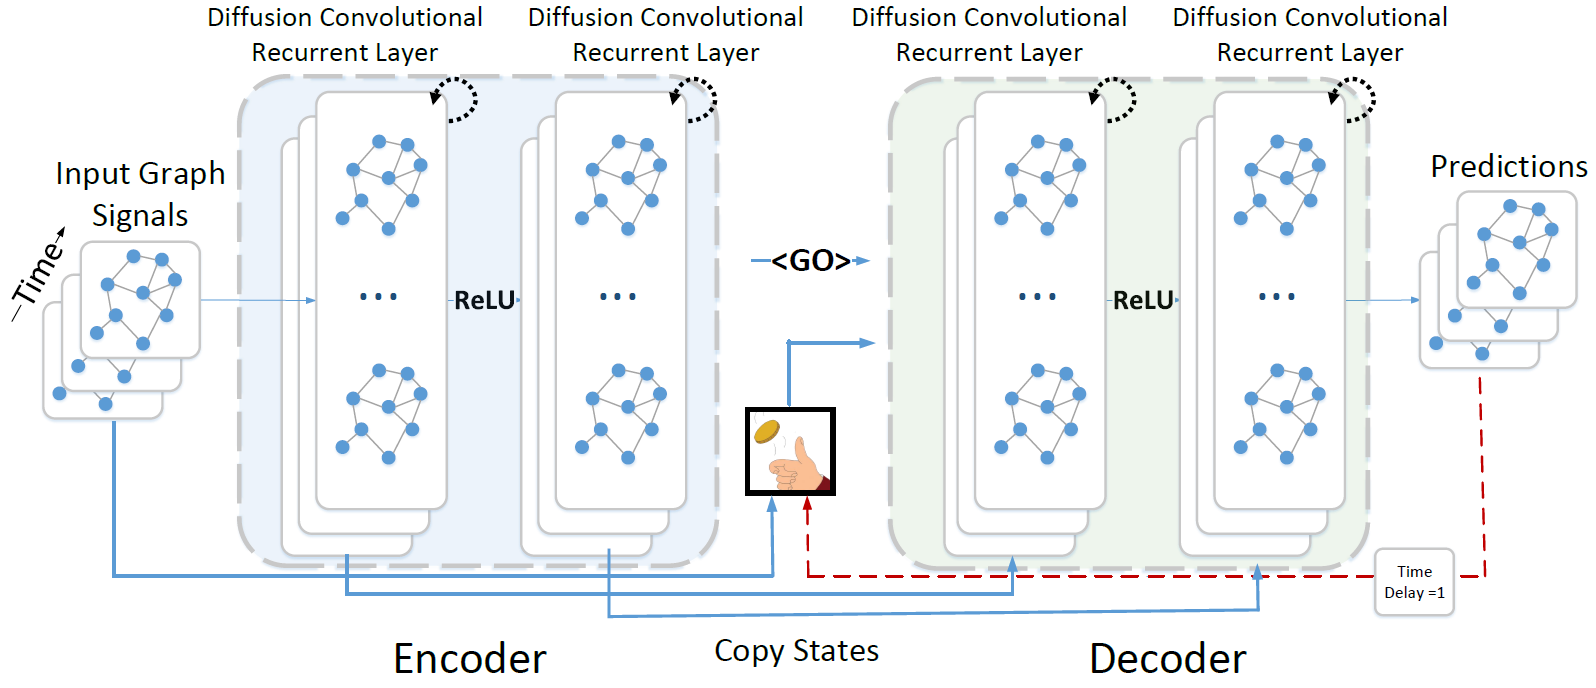 Diffusion Convolutional
Recurrent Layer
Diffusion Convolutional
Recurrent Layer
Diffusion Convolutional
Recurrent Layer
Diffusion Convolutional
Recurrent Layer
Input Graph
Signals
Time
Predictions
<GO>
ReLU
ReLU
Time
Delay =1
Copy States
Encoder
Decoder